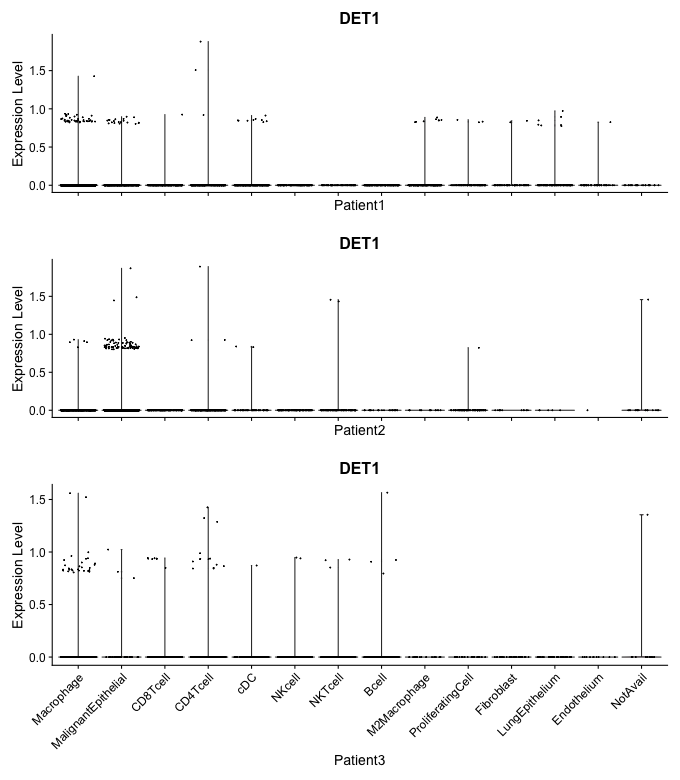 DET1
Expression Level
1.5
1.0
0.5
0.0
Patient1
DET1
Expression Level
1.5
1.0
0.5
0.0
Patient2
DET1
Expression Level
1.5
1.0
0.5
0.0
Macrophage
MalignantEpithelial
CD8Tcell
CD4Tcell
cDC
NKcell
NKTcell
Bcell
M2Macrophage
ProliferatingCell
Fibroblast
LungEpithelium
Endothelium
NotAvail
Patient3